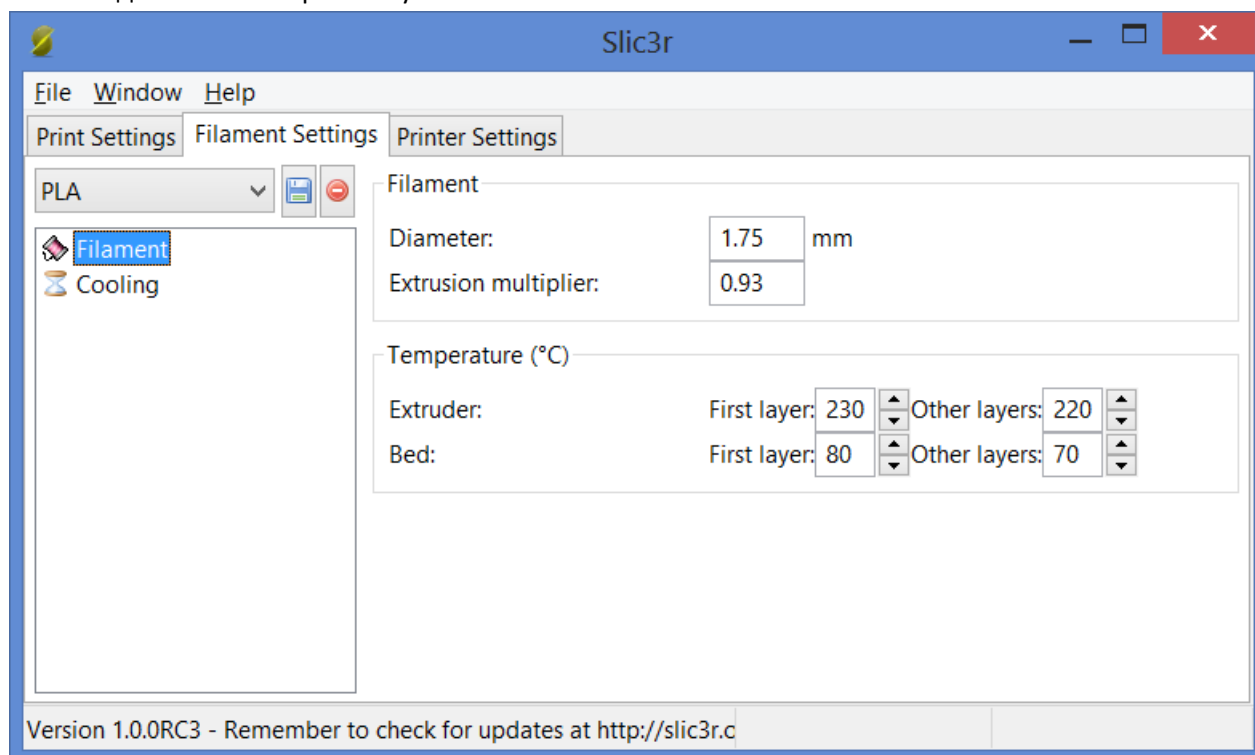 Slic3r
File Window Help
Print Settings Filament Settings Printer Settings
PLA
Filament
Cooling
Filament
Diameter: 1.75 mm
Extrusion multiplier: 0.93
Temperature (°C)
Extruder: First layer: 230 Other layers: 220
Bed: First layer: 80 Other layers: 70
Version 1.0.0RC3 - Remember to check for updates at http://slic3r.